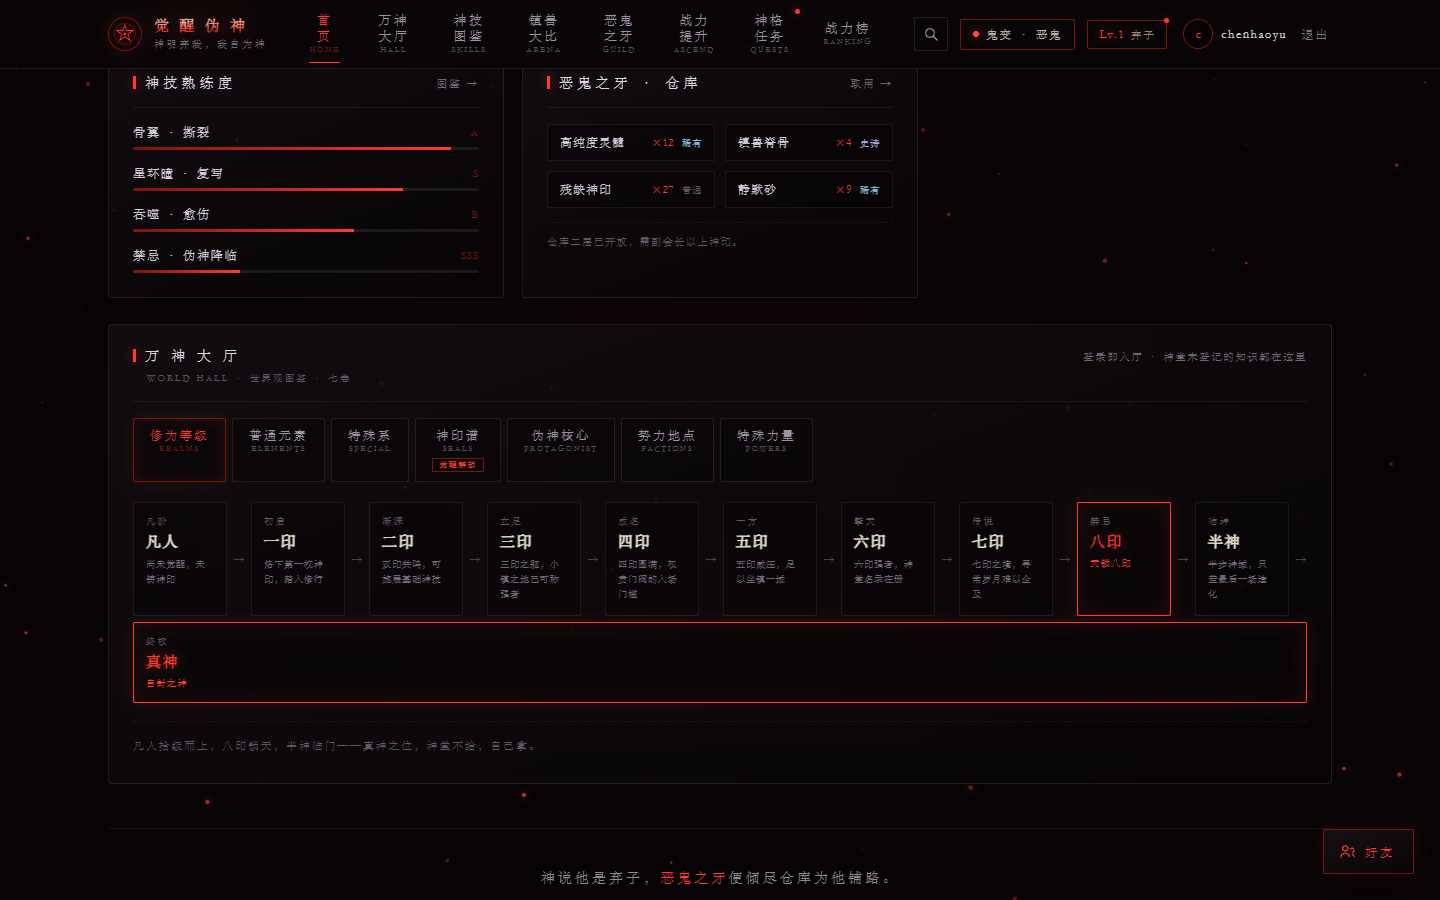 觉醒伪神
神明弃我，我自为神
首页
HOME
万神大厅
HALL
神技图鉴
SKILLS
镇兽大比
ARENA
恶鬼之牙
GUILD
战力提升
ASCEND
神格任务
QUESTS
战力榜
RANKING
鬼变 · 恶鬼
Lv.1 弃子
c
chenhaoyu
退出
神技熟练度
图鉴 →
骨翼 · 撕裂
A
星环瞳 · 复写
S
吞噬 · 愈伤
B
禁忌 · 伪神降临
SSS
恶鬼之牙 · 仓库
取用 →
高纯度灵髓 ×12 稀有
镇兽脊骨 ×4 史诗
残缺神印 ×27 普通
静默砂 ×9 稀有
仓库二层已开放，需副会长以上神印。
万神大厅
WORLD HALL · 世界观图鉴 · 七卷
登录即入厅 · 神堂未登记的知识都在这里
修为等级
REALMS
普通元素
ELEMENTS
特殊系
SPECIAL
神印谱
SEALS
觉醒解锁
伪神核心
PROTAGONIST
势力地点
FACTIONS
特殊力量
POWERS
凡阶
凡人
尚未觉醒，未
铸神印
→
初启
一印
烙下第一枚神
印，踏入修行
→
渐深
二印
双印共鸣，可
施展基础神技
→
立足
三印
三印之躯，小
镇之地已可称
强者
→
成名
四印
四印圆满，权
贵门阀的入场
门槛
→
一方
五印
五印威压，足
以坐镇一城
→
擎天
六印
六印强者，神
堂名录在册
→
传说
七印
七印之境，寻
常岁月难以企
及
→
禁忌
八印
天锁八印
→
临神
半神
半步神域，只
差最后一场造
化
→
终极
真神
自封之神
凡人拾级而上，八印锁天，半神临门——真神之位，神堂不给，自己拿。
神说他是弃子，恶鬼之牙便倾尽仓库为他铺路。
好友